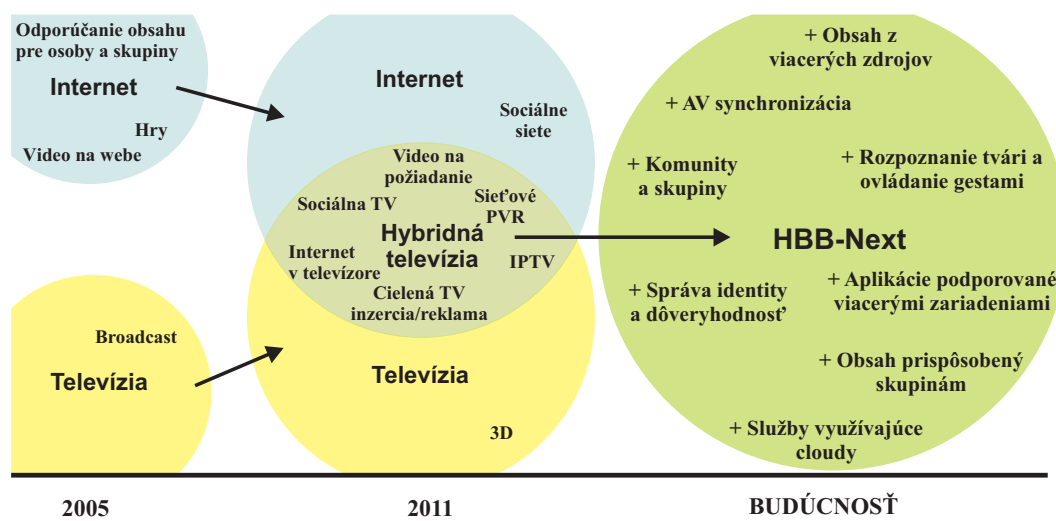 Odporúčanie obsahu
pre osoby a skupiny
Internet
Hry
Video na webe
Broadcast
Televízia
Internet
Sociálne
siete
Video na
požiadanie
Sociálna TV
Sieťové
PVR
Hybridná
televízia
Internet
v televízore
IPTV
Cielená TV
inzercia/reklama
Televízia
3D
+ Obsah z
viacerých zdrojov
+ AV synchronizácia
+ Komunity
a skupiny
+ Rozpoznanie tvári a
ovládanie gestami
HBB-Next
+ Správa identity
a dôveryhodnosť
+ Aplikácie podporované
viacerými zariadeniami
+ Obsah prispôsobený
skupinám
+ Služby využívajúce
cloudy
2005
2011
BUDÚCNOSŤ